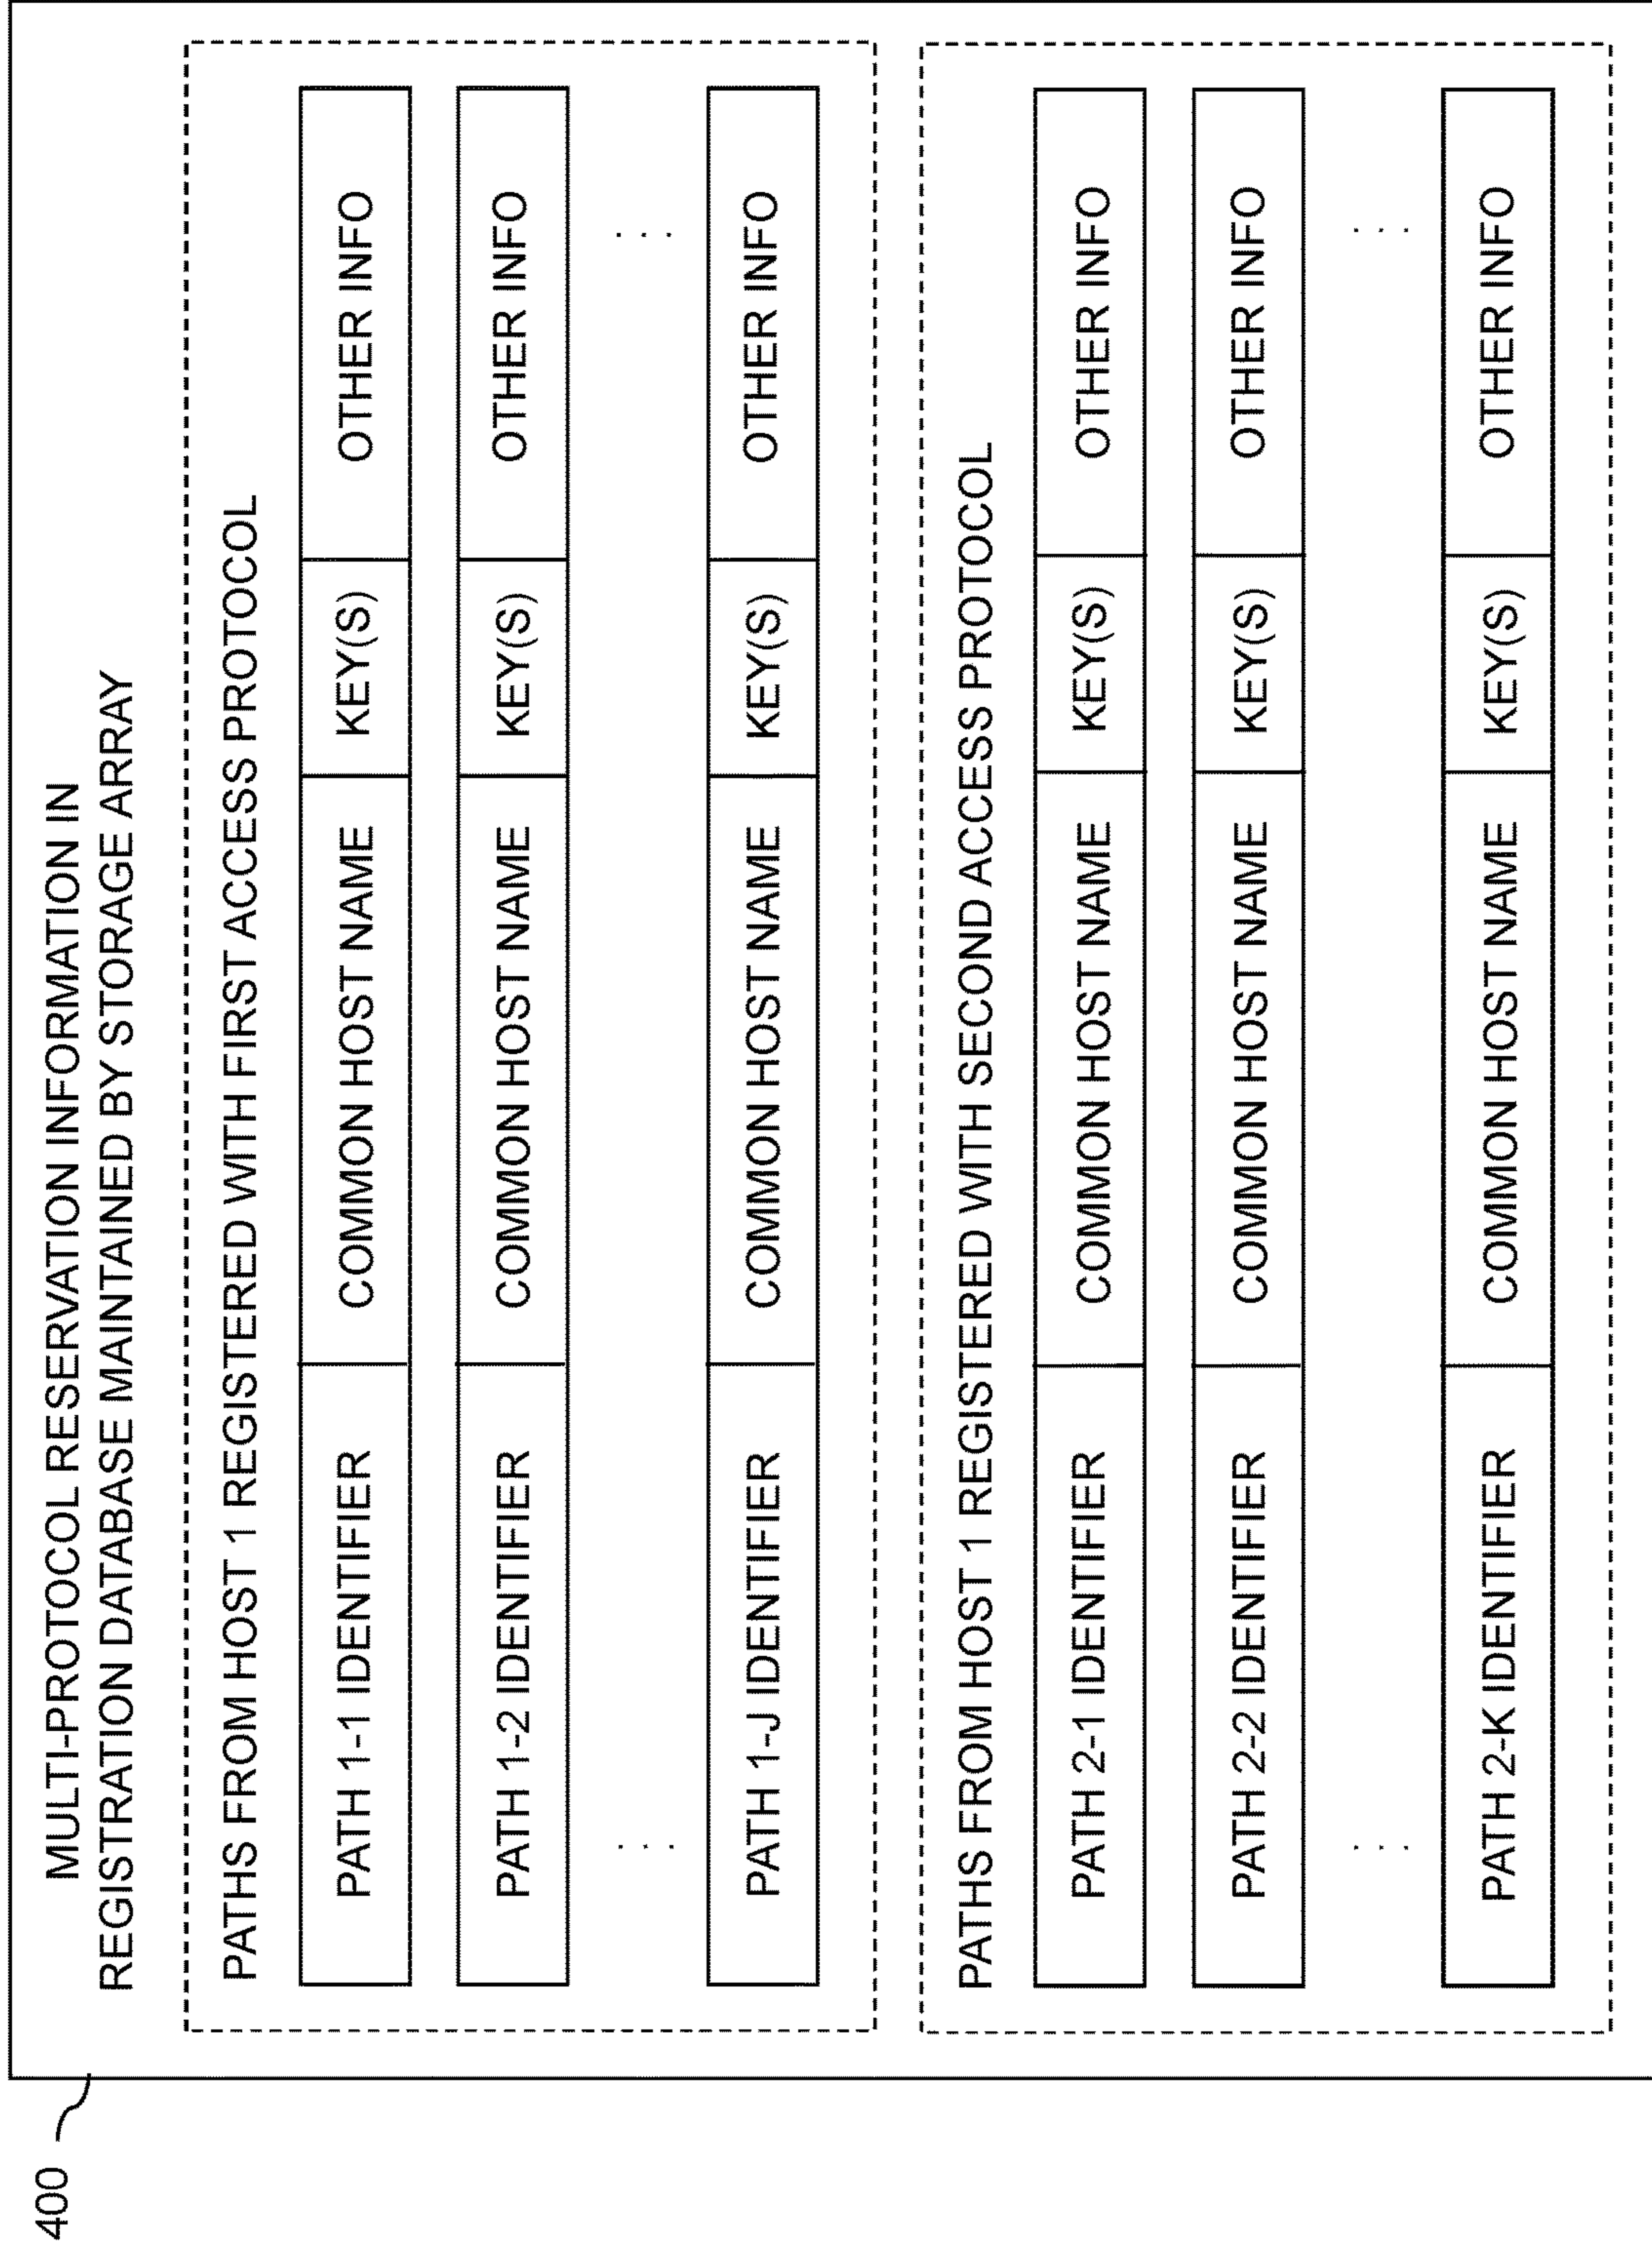 400
MULTI-PROTOCOL RESERVATION INFORMATION IN
REGISTRATION DATABASE MAINTAINED BY STORAGE ARRAY
PATHS FROM HOST 1 REGISTERED WITH FIRST ACCESS PROTOCOL
PATH 1-1 IDENTIFIER COMMON HOST NAME KEY(S) OTHER INFO
PATH 1-2 IDENTIFIER COMMON HOST NAME KEY(S) OTHER INFO
. . . . . .
PATH 1-J IDENTIFIER COMMON HOST NAME KEY(S) OTHER INFO
PATHS FROM HOST 1 REGISTERED WITH SECOND ACCESS PROTOCOL
PATH 2-1 IDENTIFIER COMMON HOST NAME KEY(S) OTHER INFO
PATH 2-2 IDENTIFIER COMMON HOST NAME KEY(S) OTHER INFO
. . . . . .
PATH 2-K IDENTIFIER COMMON HOST NAME KEY(S) OTHER INFO